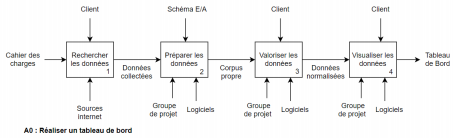 Client
Schéma E/A
Client
Client
Cahier des
charges
Rechercher
les données
1
Données
collectées
Préparer les
données
2
Corpus
propre
Valoriser les
données
3
Données
normalisées
Visualiser les
données
4
Tableau
de Bord
Sources
Internet
Groupe
de projet
Logiciels
Groupe
de projet
Logiciels
Groupe
de projet
Logiciels
A0 : Réaliser un tableau de bord